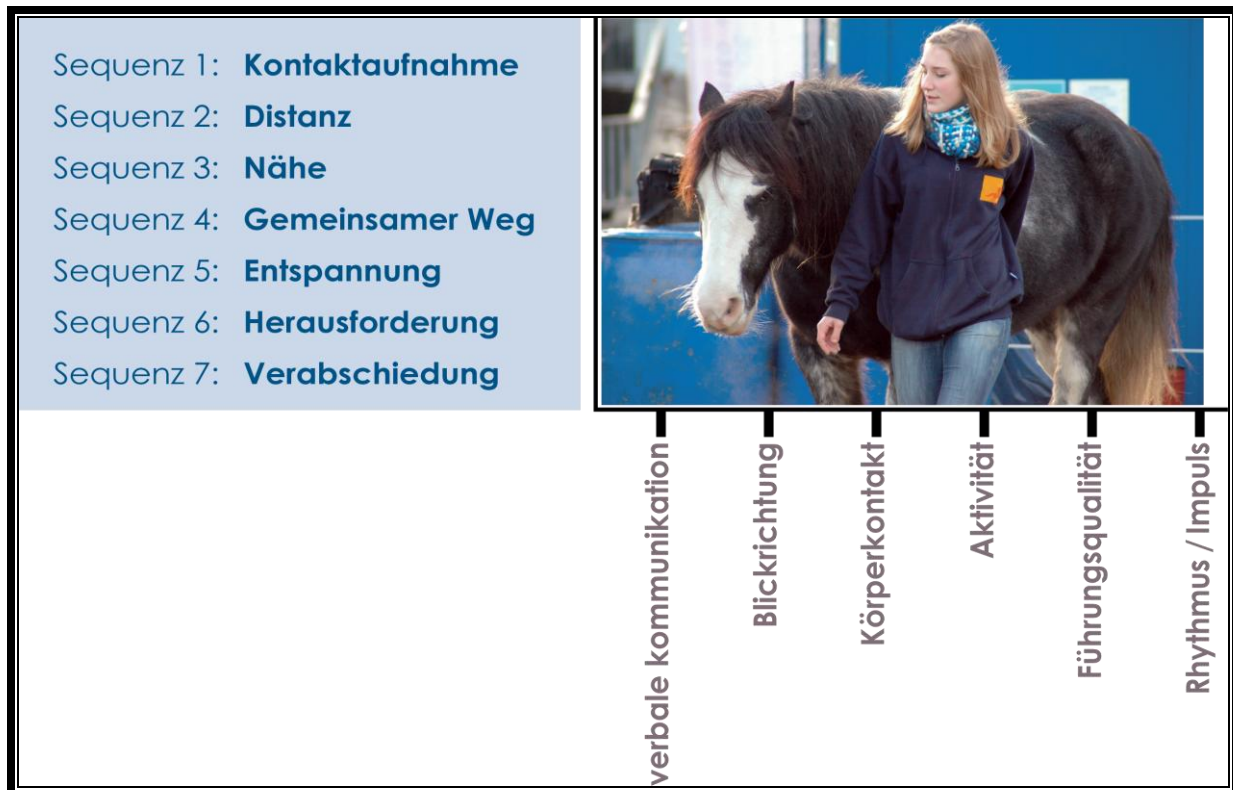 Sequenz 1: Kontaktaufnahme
Sequenz 2: Distanz
Sequenz 3: Nähe
Sequenz 4: Gemeinsamer Weg
Sequenz 5: Entspannung
Sequenz 6: Herausforderung
Sequenz 7: Verabschiedung
verbale kommunikation
Blickrichtung
Körperkontakt
Aktivität
Führungsqualität
Rhythmus / Impuls